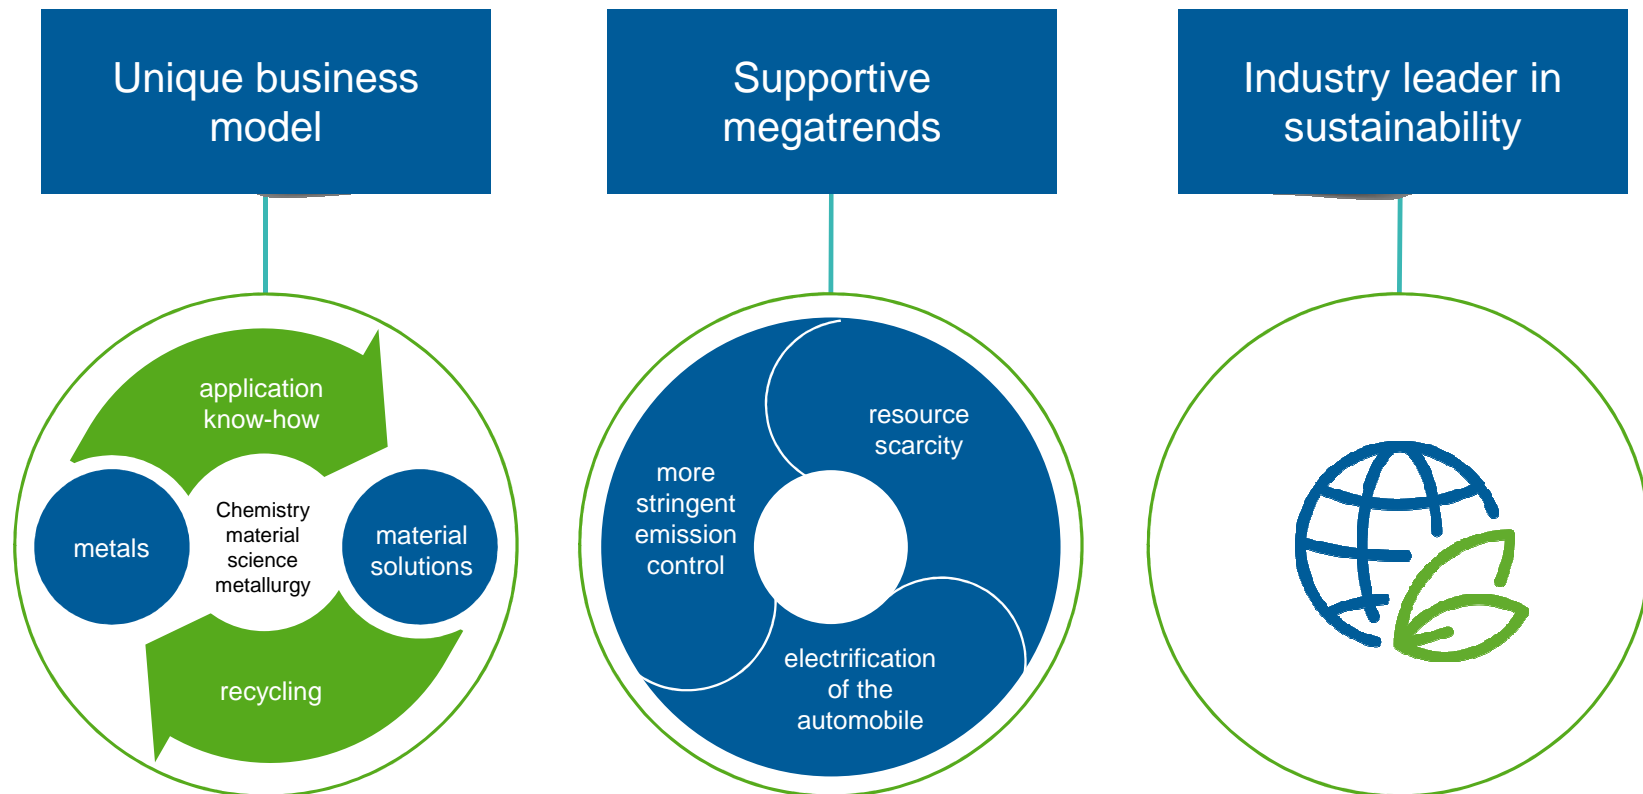 Unique business
model
Supportive
megatrends
Industry leader in
sustainability
application
know-how
metals
Chemistry
material
science
metallurgy
material
solutions
recycling
resource
scarcity
more
stringent
emission
control
electrification
of the
automobile